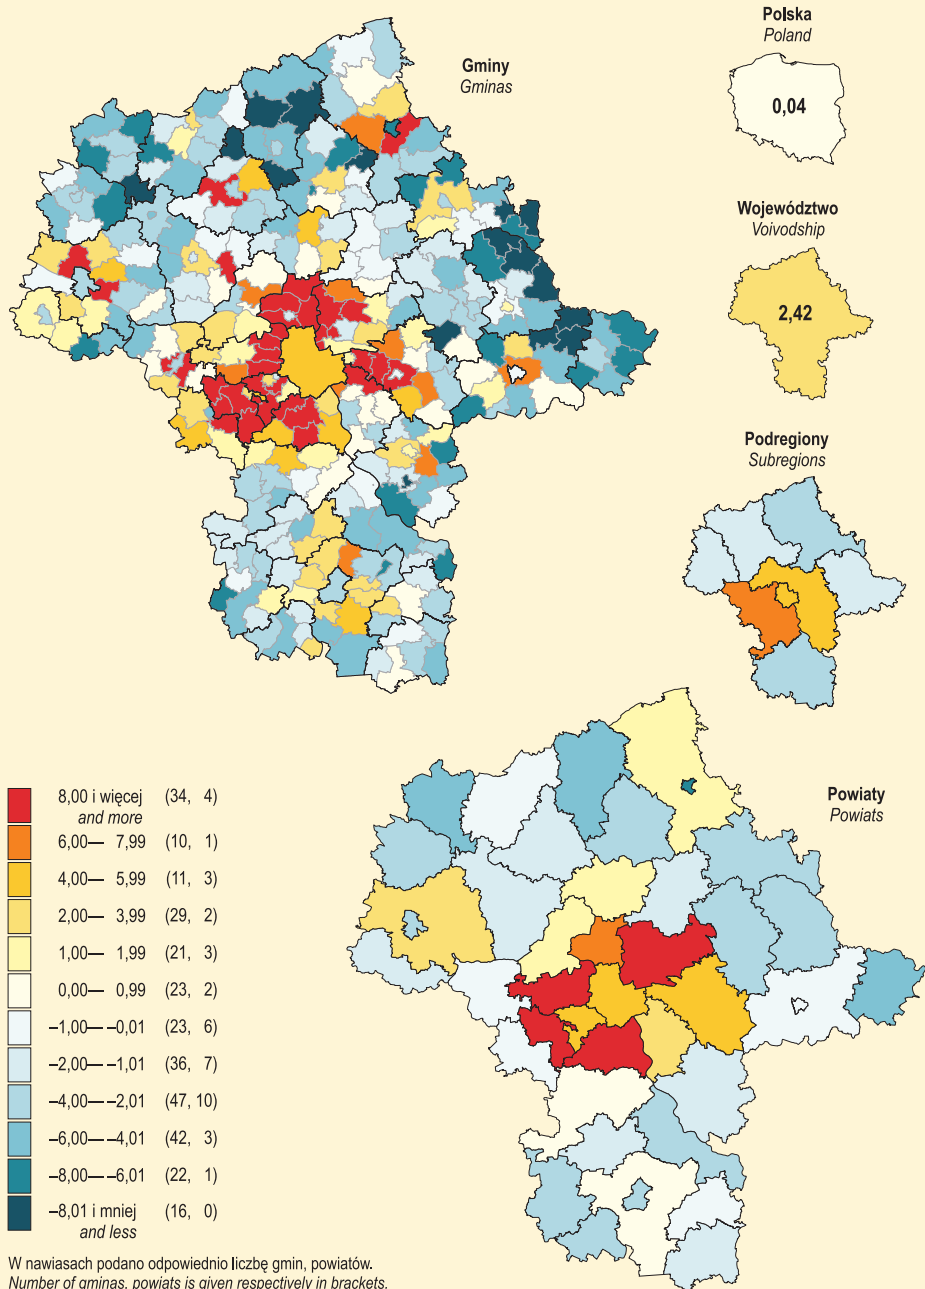 Polska
Poland
0,04
Gminy
Gminas
Województwo
Voivodship
2,42
Podregiony
Subregions
Powiaty
Powiats
8,00 i więcej (34, 4)
and more
6,00— 7,99 (10, 1)
4,00— 5,99 (11, 3)
2,00— 3,99 (29, 2)
1,00— 1,99 (21, 3)
0,00— 0,99 (23, 2)
–1,00— –0,01 (23, 6)
–2,00— –1,01 (36, 7)
–4,00— –2,01 (47, 10)
–6,00— –4,01 (42, 3)
–8,00— –6,01 (22, 1)
–8,01 i mniej (16, 0)
and less
W nawiasach podano odpowiednio liczbę gmin, powiatów.
Number of gminas, powiats is given respectively in brackets.